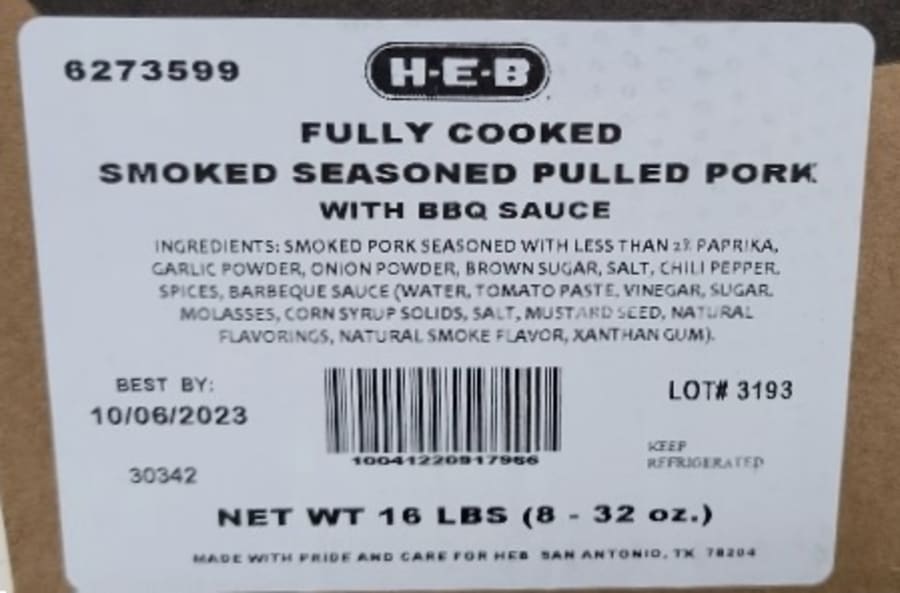 6273599
H-E-B
FULLY COOKED
SMOKED SEASONED PULLED PORK
WITH BBQ SAUCE
INGREDIENTS: SMOKED PORK SEASONED WITH LESS THAN 2% PAPRIKA,
GARLIC POWDER, ONION POWDER, BROWN SUGAR, SALT, CHILI PEPPER,
SPICES, BARBEQUE SAUCE (WATER, TOMATO PASTE, VINEGAR, SUGAR,
MOLASSES, CORN SYRUP SOLIDS, SALT, MUSTARD SEED, NATURAL
FLAVORINGS, NATURAL SMOKE FLAVOR, XANTHAN GUM).
BEST BY:
10/06/2023
30342
10041220917966
LOT# 3193
KEEP
REFRIGERATED
NET WT 16 LBS (8 - 32 oz.)
MADE WITH PRIDE AND CARE FOR HEB SAN ANTONIO, TX 78204